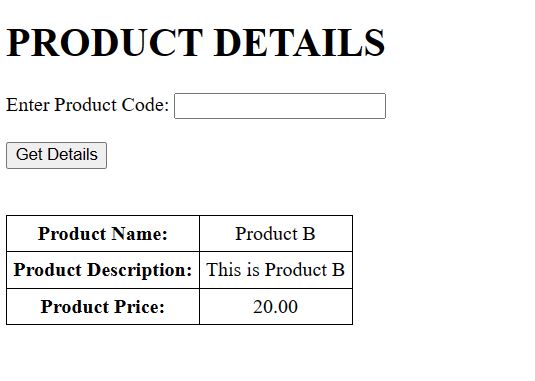 PRODUCT DETAILS
Enter Product Code:
Get Details
Product Name: Product B
Product Description: This is Product B
Product Price: 20.00